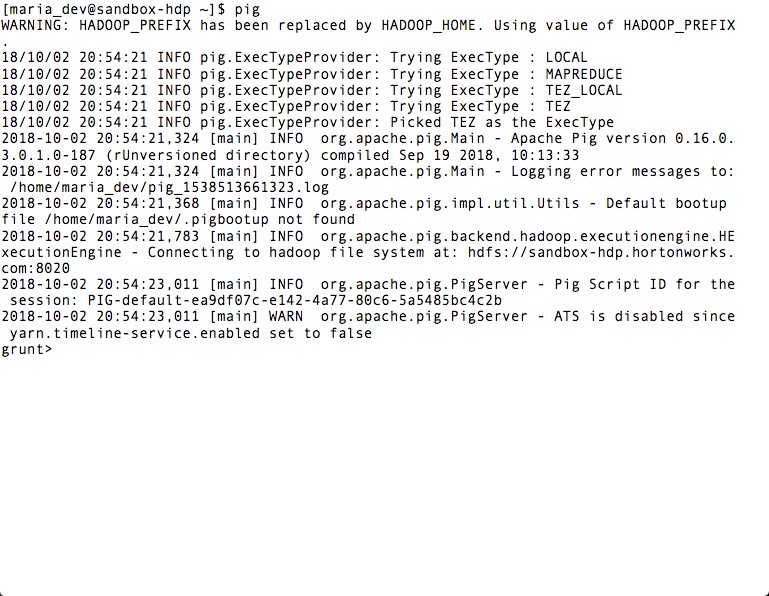 [maria_dev@sandbox-hdp ~]$ pig
WARNING: HADOOP_PREFIX has been replaced by HADOOP_HOME. Using value of HADOOP_PREFIX
.
18/10/02 20:54:21 INFO pig.ExecTypeProvider: Trying ExecType : LOCAL
18/10/02 20:54:21 INFO pig.ExecTypeProvider: Trying ExecType : MAPREDUCE
18/10/02 20:54:21 INFO pig.ExecTypeProvider: Trying ExecType : TEZ_LOCAL
18/10/02 20:54:21 INFO pig.ExecTypeProvider: Trying ExecType : TEZ
18/10/02 20:54:21 INFO pig.ExecTypeProvider: Picked TEZ as the ExecType
2018-10-02 20:54:21,324 [main] INFO  org.apache.pig.Main - Apache Pig version 0.16.0.
3.0.1.0-187 (rUnversioned directory) compiled Sep 19 2018, 10:13:33
2018-10-02 20:54:21,324 [main] INFO  org.apache.pig.Main - Logging error messages to:
 /home/maria_dev/pig_1538513661323.log
2018-10-02 20:54:21,368 [main] INFO  org.apache.pig.impl.util.Utils - Default bootup
file /home/maria_dev/.pigbootup not found
2018-10-02 20:54:21,783 [main] INFO  org.apache.pig.backend.hadoop.executionengine.HE
xecutionEngine - Connecting to hadoop file system at: hdfs://sandbox-hdp.hortonworks.
com:8020
2018-10-02 20:54:23,011 [main] INFO  org.apache.pig.PigServer - Pig Script ID for the
 session: PIG-default-ea9df07c-e142-4a77-80c6-5a5485bc4c2b
2018-10-02 20:54:23,011 [main] WARN  org.apache.pig.PigServer - ATS is disabled since
 yarn.timeline-service.enabled set to false
grunt>